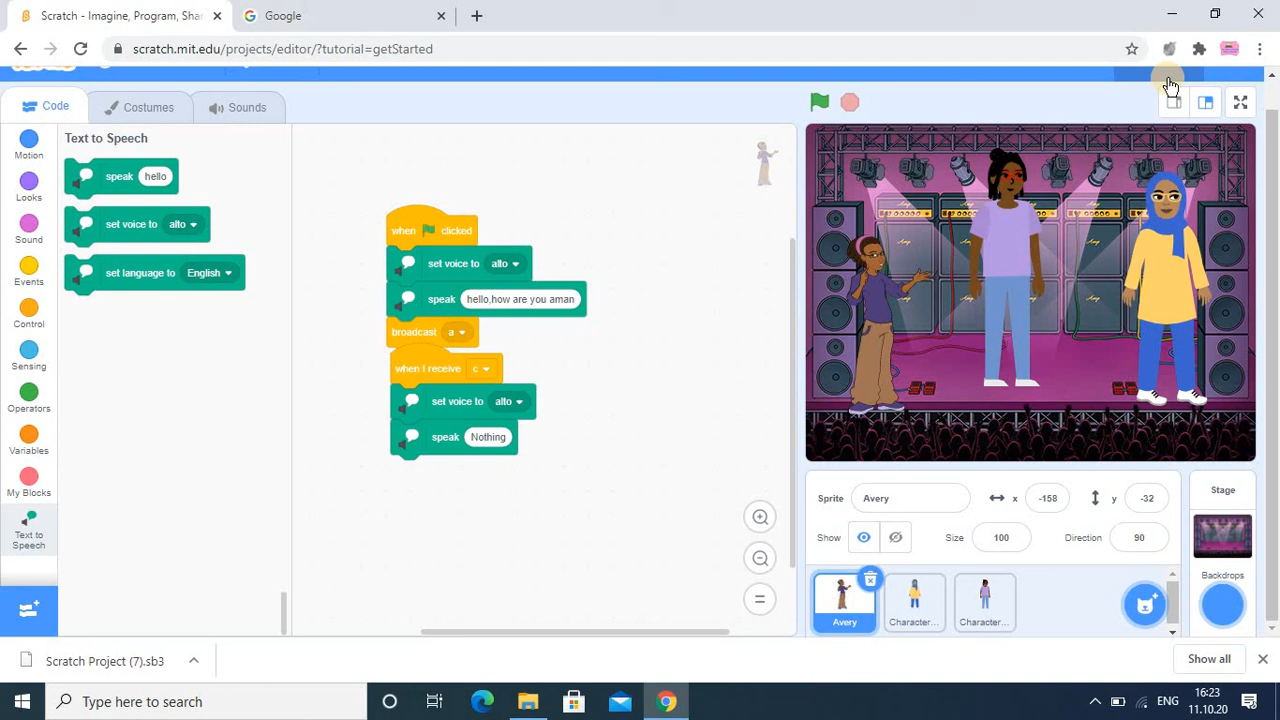 Scratch - Imagine, Program, Shar
Google
scratch.mit.edu/projects/editor/?tutorial=getStarted
Code
Costumes
Sounds
Motion
Looks
Sound
Events
Control
Sensing
Operators
Variables
My Blocks
Text to
Speech
Text to Speech
speak hello
set voice to alto
set language to English
when clicked
set voice to alto
speak hello,how are you aman
broadcast a
when I receive c
set voice to alto
speak Nothing
Sprite Avery x -158 y -32
Show Size 100 Direction 90
Avery
Character...
Character...
Stage
Backdrops
Scratch Project (7).sb3
Show all
Type here to search
ENG
16:23
11.10.20